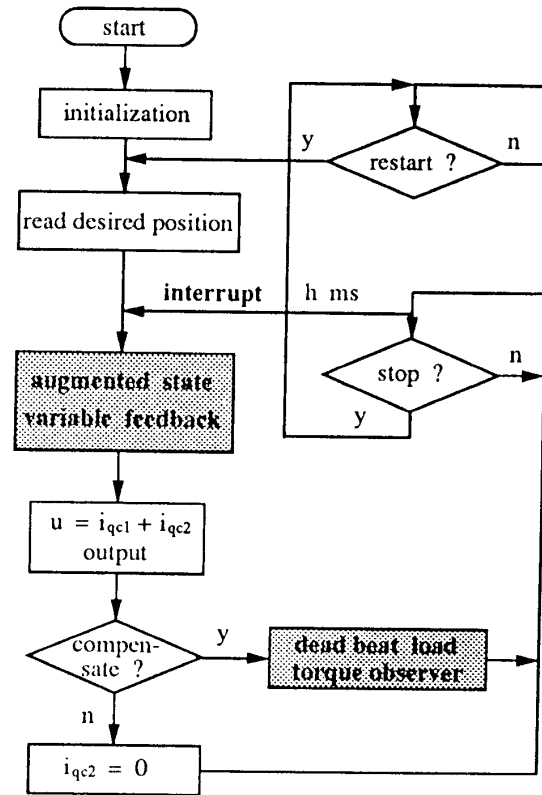 start
initialization
y
restart ?
n
read desired position
interrupt h ms
augmented state
variable feedback
stop ?
n
y
u = i_qc1 + i_qc2
output
compen-
sate ?
y
dead beat load
torque observer
n
i_qc2 = 0